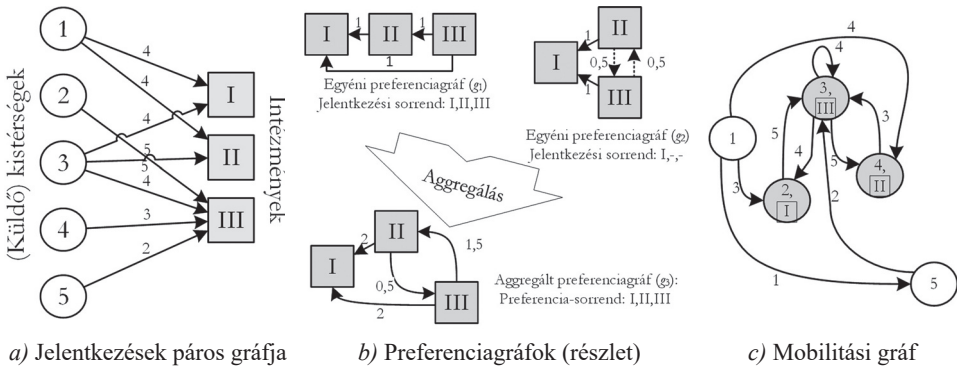 (Küldő) kistérségek
1
2
3
4
5
4
4
4
5
5
4
3
2
I
II
III
Intézmények
a) Jelentkezések páros gráfja
I
II
III
1
1
1
Egyéni preferenciagráf (g1)
Jelentkezési sorrend: I,II,III
II
I
III
1
1
0,5
0,5
Egyéni preferenciagráf (g2)
Jelentkezési sorrend: I,-,-
Aggregálás
I
II
III
2
0,5
1,5
2
Aggregált preferenciagráf (g3):
Preferencia-sorrend: I,II,III
b) Preferenciagráfok (részlet)
4
4
3,
III
1
3
5
4
3
5
2
4,
II
2,
I
1
5
c) Mobilitási gráf